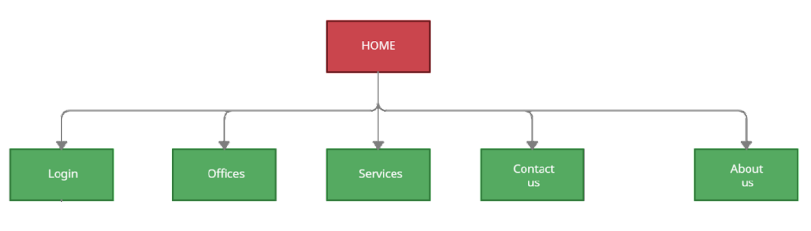 HOME
Login
Offices
Services
Contact
us
About
us